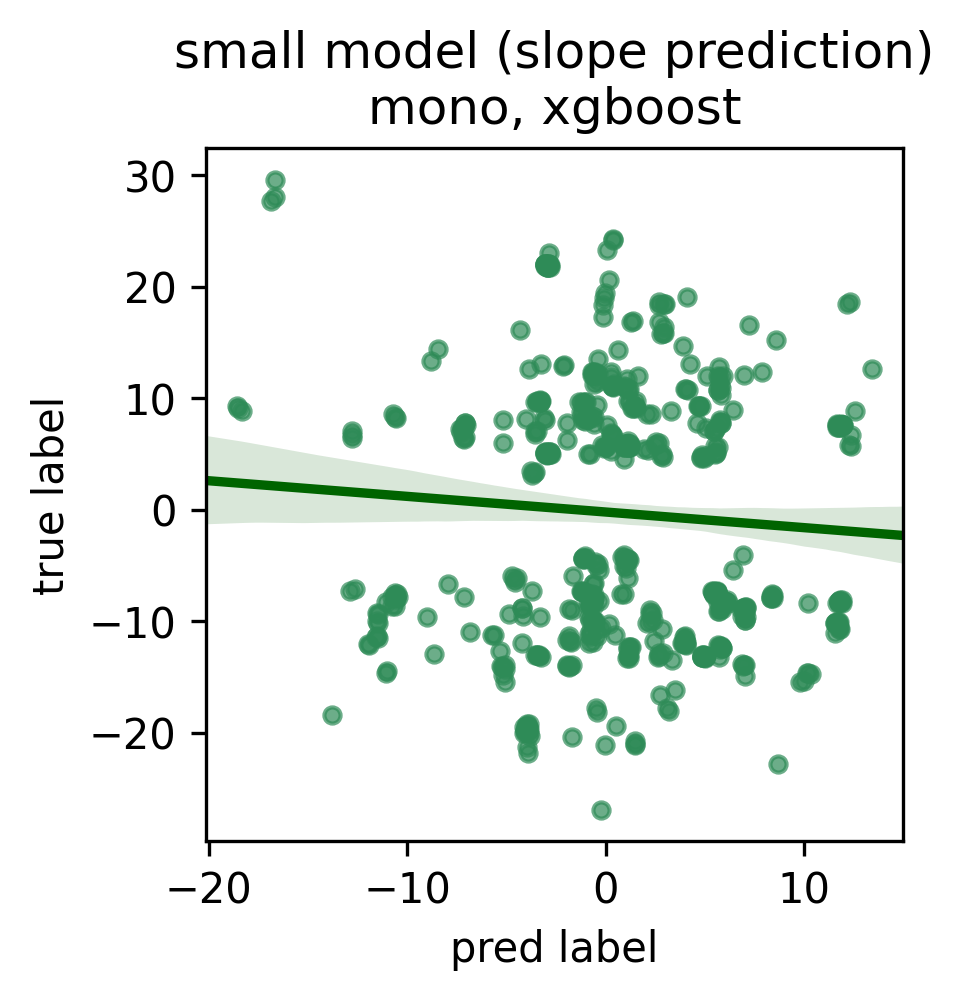 small model (slope prediction)
mono, xgboost
30
20
10
0
−10
−20
true label
−20
−10
0
10
pred label